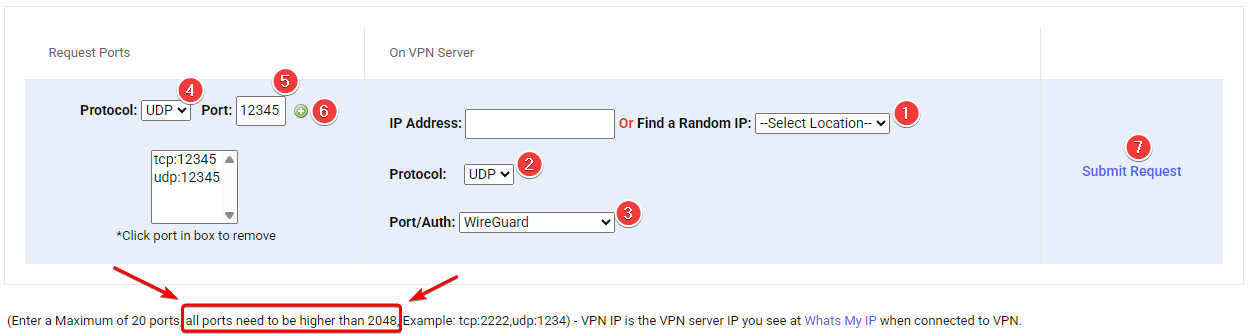 Request Ports
On VPN Server
Protocol: UDP 4 Port: 12345 5 6
tcp:12345
udp:12345
*Click port in box to remove
IP Address: Or Find a Random IP: --Select Location-- 1
Protocol: UDP 2
Port/Auth: WireGuard 3
7
Submit Request
(Enter a Maximum of 20 ports, all ports need to be higher than 2048, Example: tcp:2222,udp:1234) - VPN IP is the VPN server IP you see at Whats My IP when connected to VPN.